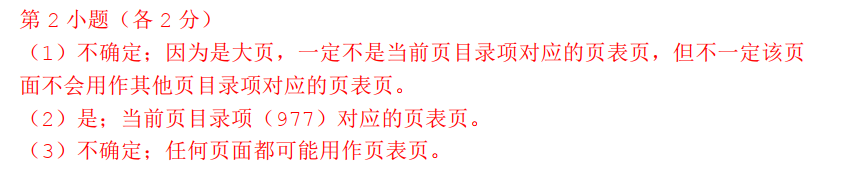 第 2 小题（各 2 分）
（1）不确定；因为是大页，一定不是当前页目录项对应的页表页，但不一定该页
面不会用作其他页目录项对应的页表页。
（2）是；当前页目录项（977）对应的页表页。
（3）不确定；任何页面都可能用作页表页。